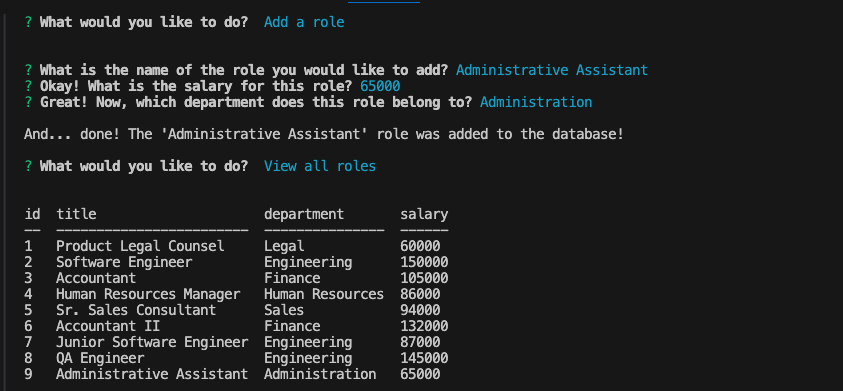 ? What would you like to do? Add a role
? What is the name of the role you would like to add? Administrative Assistant
? Okay! What is the salary for this role? 65000
? Great! Now, which department does this role belong to? Administration
And... done! The 'Administrative Assistant' role was added to the database!
? What would you like to do? View all roles
id title department salary
-- ------------------------ --------------- ------
1 Product Legal Counsel Legal 60000
2 Software Engineer Engineering 150000
3 Accountant Finance 105000
4 Human Resources Manager Human Resources 86000
5 Sr. Sales Consultant Sales 94000
6 Accountant II Finance 132000
7 Junior Software Engineer Engineering 87000
8 QA Engineer Engineering 145000
9 Administrative Assistant Administration 65000